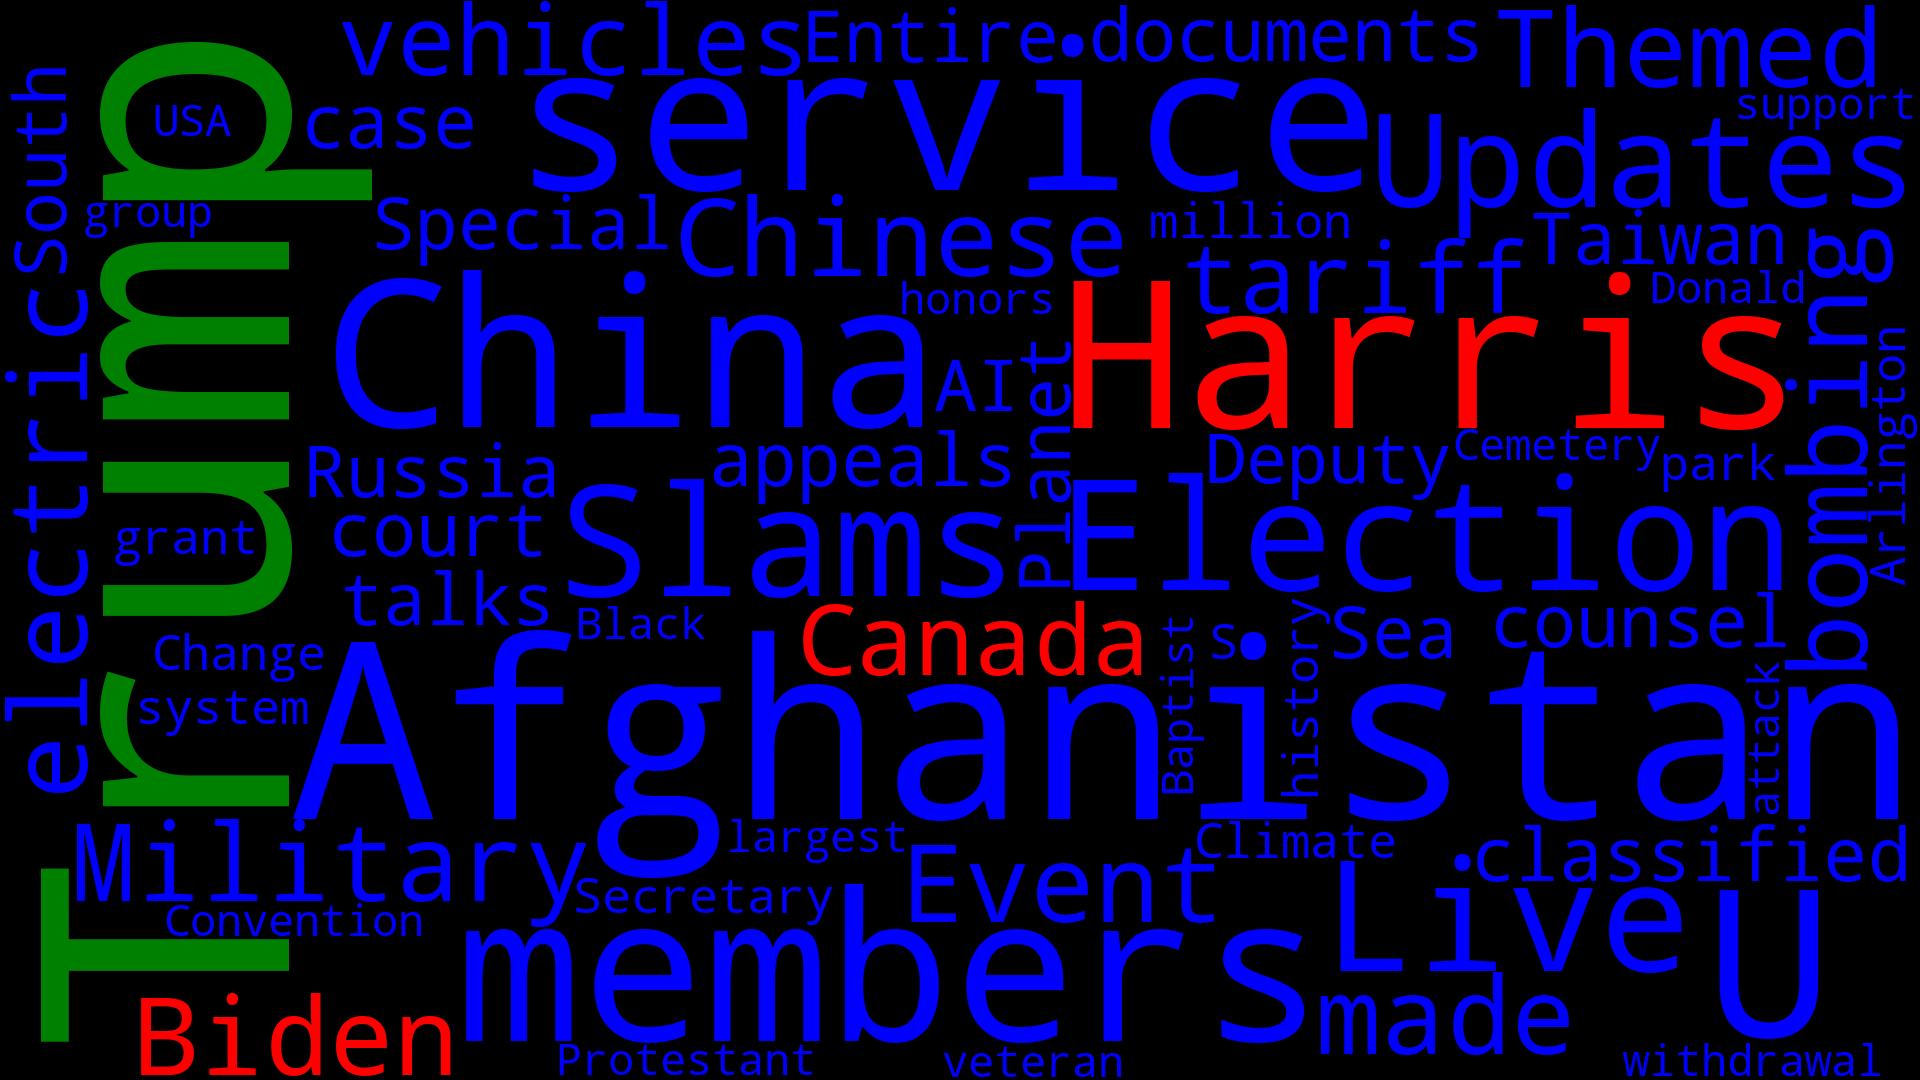 vehicles
Entire
documents
Themed
South
USA
case
service
support
Updates
group
Special
Chinese
million
Taiwan
tariff
bombing
honors
Donald
China
Harris
electric
Trump
AI
Planet
Arlington
Russia
appeals
Deputy
Cemetery
park
court
Slams
Election
grant
talks
Black
Canada
Baptist
S
history
Sea
counsel
Change
system
Afghanistan
attack
Military
largest
Climate
classified
Event
Secretary
Convention
members
Live
U
Biden
made
Protestant
veteran
withdrawal